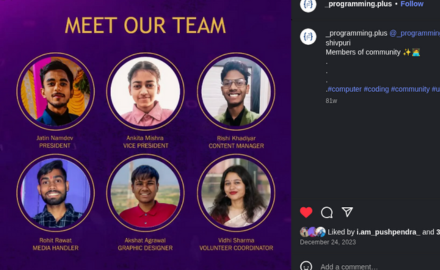 MEET OUR TEAM
Jatin Namdev
PRESIDENT
Ankita Mishra
VICE PRESIDENT
Rishi Khadiyar
CONTENT MANAGER
Rohit Rawat
MEDIA HANDLER
Akshat Agrawal
GRAPHIC DESIGNER
Vidhi Sharma
VOLUNTEER COORDINATOR
_programming.plus • Follow
_programming.plus @_programmin
shivpuri
Members of community ✨👩‍💻
.
.
.
.#computer #coding #community #u
81w
Liked by i.am_pushpendra_ and 3
December 24, 2023
Add a comment...